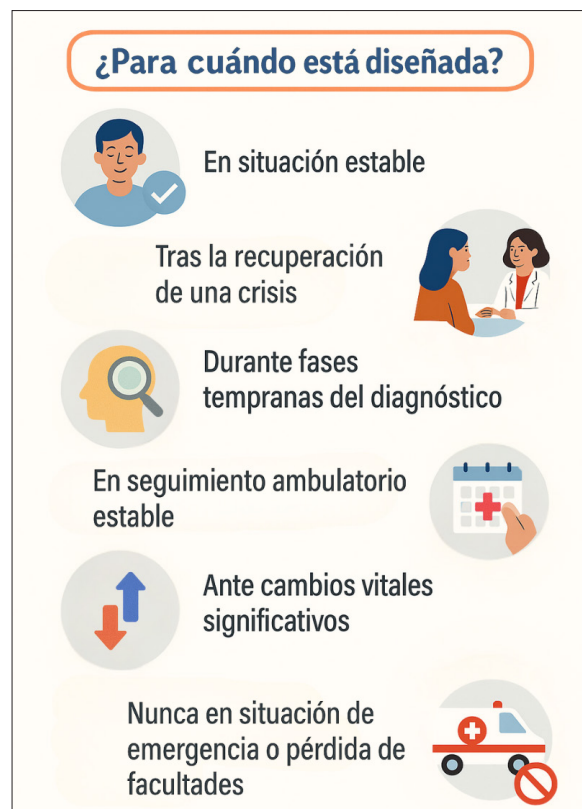 ¿Para cuándo está diseñada?
En situación estable
Tras la recuperación
de una crisis
Durante fases
tempranas del diagnóstico
En seguimiento ambulatorio
estable
Ante cambios vitales
significativos
Nunca en situación de
emergencia o pérdida de
facultades